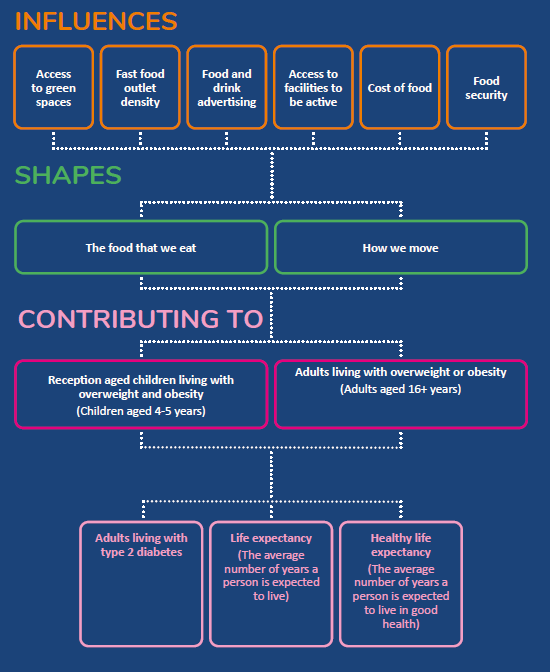 INFLUENCES
Access
to green
spaces
Fast food
outlet
density
Food and
drink
advertising
Access to
facilities to
be active
Cost of food
Food
security
SHAPES
The food that we eat
How we move
CONTRIBUTING TO
Reception aged children living with
overweight and obesity
(Children aged 4-5 years)
Adults living with overweight or obesity
(Adults aged 16+ years)
Adults living with
type 2 diabetes
Life expectancy
(The average
number of years a
person is expected
to live)
Healthy life
expectancy
(The average
number of years a
person is expected
to live in good
health)